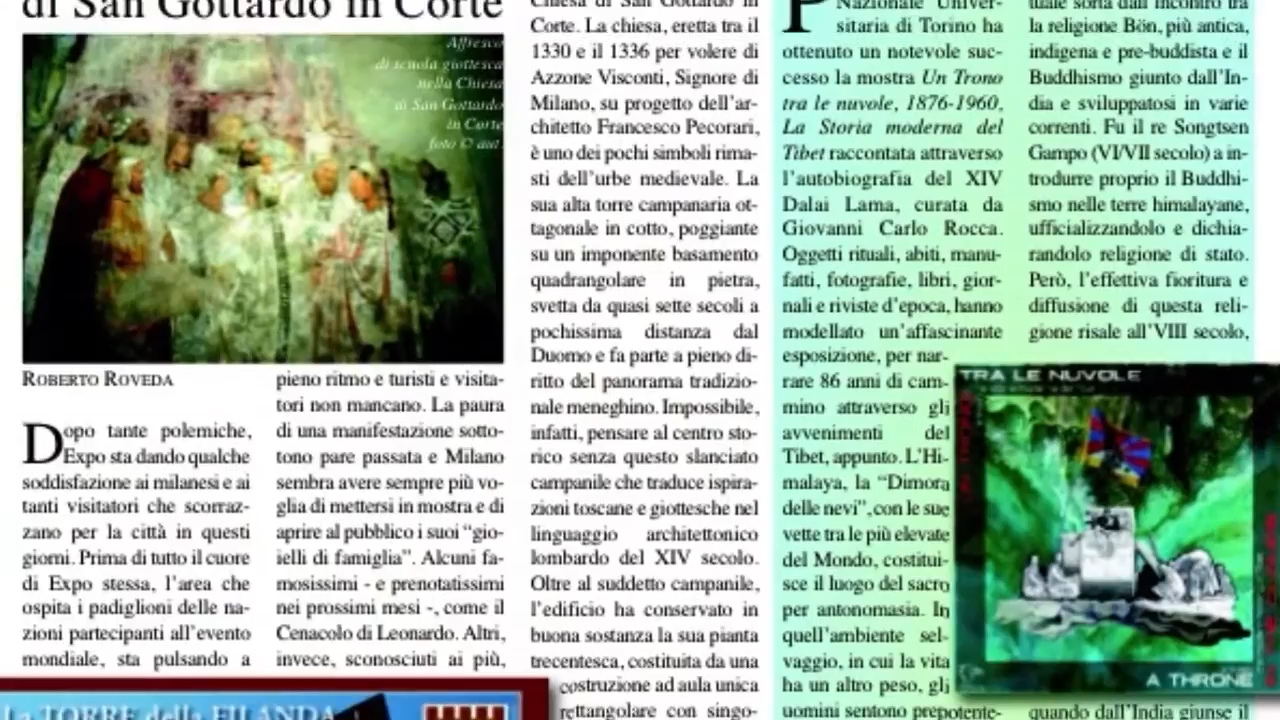 di San Gottardo in Corte
Affresco
di scuola giottesca
nella Chiesa
di San Gottardo
in Corte
foto © aut.
ROBERTO ROVEDA
Dopo tante polemiche,
Expo sta dando qualche
soddisfazione ai milanesi e ai
tanti visitatori che scorraz-
zano per la città in questi
giorni. Prima di tutto il cuore
di Expo stessa, l'area che
ospita i padiglioni delle na-
zioni partecipanti all'evento
mondiale, sta pulsando a
pieno ritmo e turisti e visita-
tori non mancano. La paura
di una manifestazione sotto-
tono pare passata e Milano
sembra avere sempre più vo-
glia di mettersi in mostra e di
aprire al pubblico i suoi "gio-
ielli di famiglia". Alcuni fa-
mosissimi - e prenotatissimi
nei prossimi mesi -, come il
Cenacolo di Leonardo. Altri,
invece, sconosciuti ai più,
Chiesa di San Gottardo in
Corte. La chiesa, eretta tra il
1330 e il 1336 per volere di
Azzone Visconti, Signore di
Milano, su progetto dell'ar-
chitetto Francesco Pecorari,
è uno dei pochi simboli rima-
sti dell'urbe medievale. La
sua alta torre campanaria ot-
tagonale in cotto, poggiante
su un imponente basamento
quadrangolare in pietra,
svetta da quasi sette secoli a
pochissima distanza dal
Duomo e fa parte a pieno di-
ritto del panorama tradizio-
nale meneghino. Impossibile,
infatti, pensare al centro sto-
rico senza questo slanciato
campanile che traduce ispira-
zioni toscane e giottesche nel
linguaggio architettonico
lombardo del XIV secolo.
Oltre al suddetto campanile,
l'edificio ha conservato in
buona sostanza la sua pianta
trecentesca, costituita da una
costruzione ad aula unica
rettangolare con singo-
P Nazionale Univer-
sitaria di Torino ha
ottenuto un notevole suc-
cesso la mostra Un Trono
tra le nuvole, 1876-1960,
La Storia moderna del
Tibet raccontata attraverso
l'autobiografia del XIV
Dalai Lama, curata da
Giovanni Carlo Rocca.
Oggetti rituali, abiti, manu-
fatti, fotografie, libri, gior-
nali e riviste d'epoca, hanno
modellato un'affascinante
esposizione, per nar-
rare 86 anni di cam-
mino attraverso gli
avvenimenti del
Tibet, appunto. L'Hi-
malaya, la "Dimora
delle nevi", con le sue
vette tra le più elevate
del Mondo, costitui-
sce il luogo del sacro
per antonomasia. In
quell'ambiente sel-
vaggio, in cui la vita
ha un altro peso, gli
uomini sentono prepotente-
tuale sorta dall'incontro tra
la religione Bön, più antica,
indigena e pre-buddista e il
Buddhismo giunto dall'In-
dia e sviluppatosi in varie
correnti. Fu il re Songtsen
Gampo (VI/VII secolo) a in-
trodurre proprio il Buddhi-
smo nelle terre himalayane,
ufficializzandolo e dichia-
randolo religione di stato.
Però, l'effettiva fioritura e
diffusione di questa reli-
gione risale all'VIII secolo,
TRA LE NUVOLE
A THRONE
quando dall'India giunse il
La TORRE della FILANDA